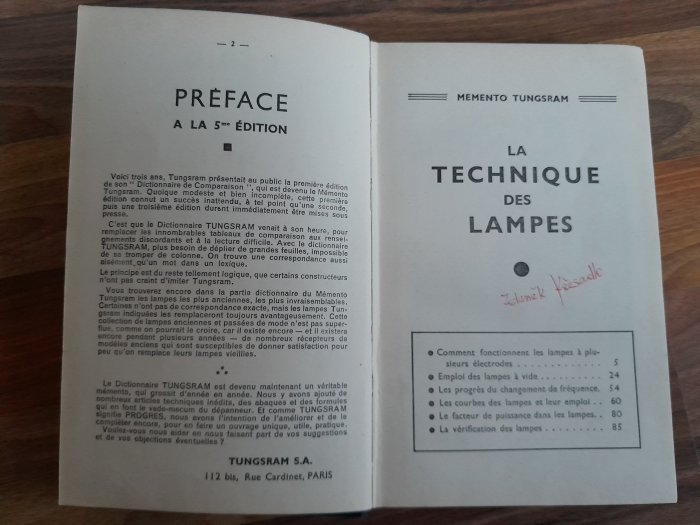 — 2 —
PRÉFACE
A LA 5me ÉDITION
Voici trois ans, Tungsram présentait au public la première édition
de son " Dictionnaire de Comparaison ", qui est devenu le Mémento
Tungsram. Quoique modeste et bien incomplète, cette première
édition connut un succès inattendu, à tel point qu'une seconde,
puis une troisième édition durent immédiatement être mises sous
presse.
C'est que le Dictionnaire TUNGSRAM venait à son heure, pour
remplacer les innombrables tableaux de comparaison aux rensei-
gnements discordants et à la lecture difficile. Avec le dictionnaire
TUNGSRAM, plus besoin de déplier de grandes feuilles, impossible
de se tromper de colonne. On trouve une correspondance aussi
aisément qu'un mot dans un lexique.
Le principe est du reste tellement logique, que certains constructeurs
n'ont pas craint d'imiter Tungsram.
Vous trouverez encore dans la partie dictionnaire du Mémento
Tungsram les lampes les plus anciennes, les plus invraisemblables.
Certaines n'ont pas de correspondance exacte, mais les lampes Tun-
gsram indiquées les remplaceront toujours avantageusement. Cette
collection de lampes anciennes et passées de mode n'est pas super-
flue, comme on pourrait le croire, car il existe encore — et il existera
encore pendant plusieurs années — de nombreux récepteurs de
modèles anciens qui sont susceptibles de donner satisfaction pour
peu qu'on remplace leurs lampes vieillies.
Le Dictionnaire TUNGSRAM est devenu maintenant un véritable
mémento, qui grossit d'année en année. Nous y avons ajouté de
nombreux articles techniques inédits, des abaques et des formules
qui en font le vade-mecum du dépanneur. Et comme TUNGSRAM
signifie PROGRES, nous avons l'intention de l'améliorer et de le
compléter encore, pour en faire un ouvrage unique, utile, pratique.
Voulez-vous nous aider en nous faisant part de vos suggestions
et de vos objections éventuelles ?
TUNGSRAM S.A.
112 bis, Rue Cardinet, PARIS
MEMENTO TUNGSRAM
LA
TECHNIQUE
DES
LAMPES
Zdeněk
Comment fonctionnent les lampes à plu-
sieurs électrodes . . . . . . . . . . . 5
Emploi des lampes à vide . . . . . . . . 24
Les progrès du changement de fréquence. 54
Les courbes des lampes et leur emploi . . 60
Le facteur de puissance dans les lampes. . 80
La vérification des lampes . . . . . . . 85